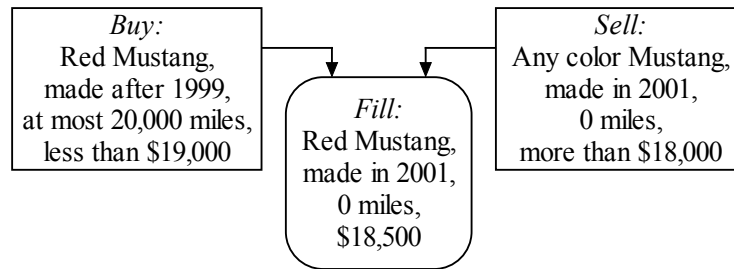 Buy:
Red Mustang,
made after 1999,
at most 20,000 miles,
less than $19,000
Fill:
Red Mustang,
made in 2001,
0 miles,
$18,500
Sell:
Any color Mustang,
made in 2001,
0 miles,
more than $18,000